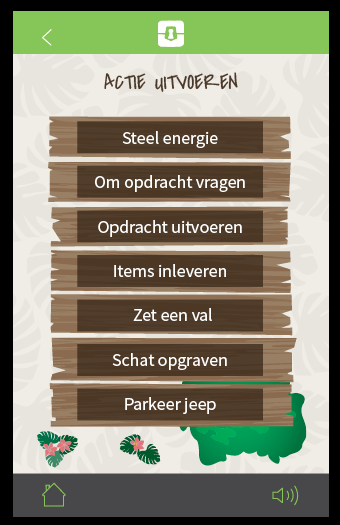 ACTIE UITVOEREN
Steel energie
Om opdracht vragen
Opdracht uitvoeren
Items inleveren
Zet een val
Schat opgraven
Parkeer jeep